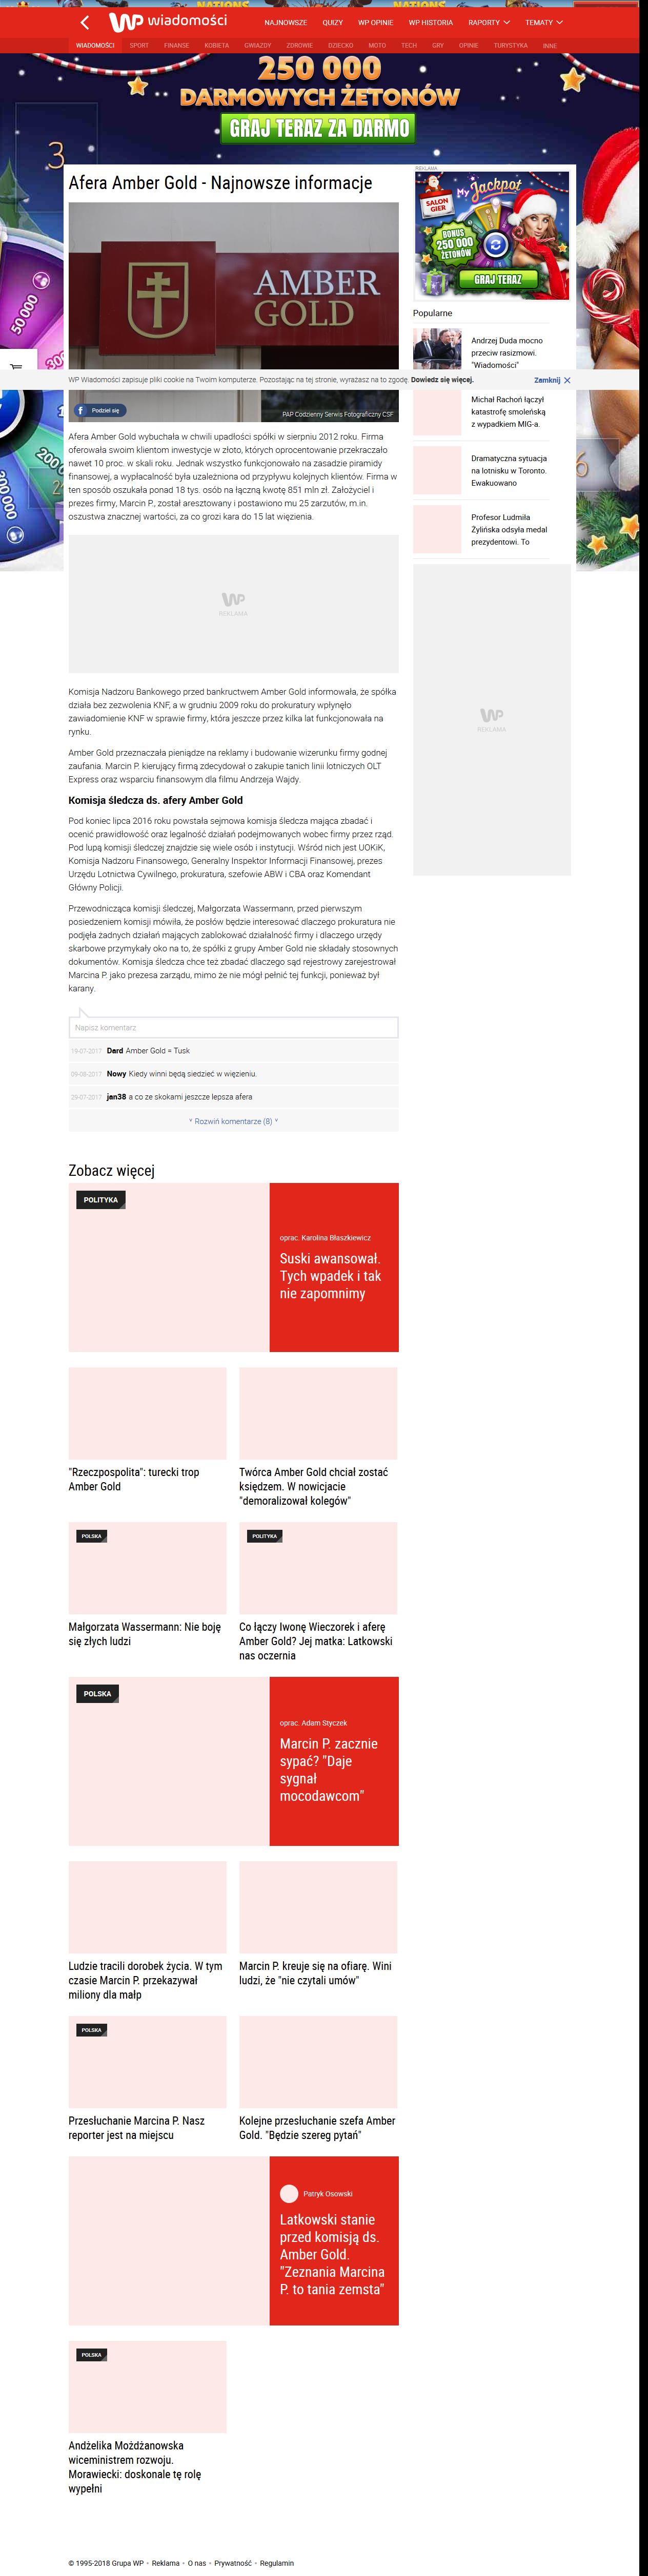 NATIONS NATIONS
WP wiadomości
NAJNOWSZE QUIZY WP OPINIE WP HISTORIA RAPORTY TEMATY
WIADOMOŚCI SPORT FINANSE KOBIETA GWIAZDY ZDROWIE DZIECKO MOTO TECH GRY OPINIE TURYSTYKA INNE
250 000
DARMOWYCH ŻETONÓW
GRAJ TERAZ ZA DARMO
3
Afera Amber Gold - Najnowsze informacje
AMBER
GOLD
REKLAMA
SALON
GIER
My Jackpot
BONUS
250 000
ŻETONÓW
GRAJ TERAZ
50 000
Popularne
Andrzej Duda mocno
przeciw rasizmowi.
"Wiadomości"
WP Wiadomości zapisuje pliki cookie na Twoim komputerze. Pozostając na tej stronie, wyrażasz na to zgodę. Dowiedz się więcej.
Zamknij
Podziel się
PAP Codzienny Serwis Fotograficzny CSF
Michał Rachoń łączył
katastrofę smoleńską
z wypadkiem MIG-a.
Dramatyczna sytuacja
na lotnisku w Toronto.
Ewakuowano
Profesor Ludmiła
Żylińska odsyła medal
prezydentowi. To
Afera Amber Gold wybuchała w chwili upadłości spółki w sierpniu 2012 roku. Firma
oferowała swoim klientom inwestycje w złoto, których oprocentowanie przekraczało
nawet 10 proc. w skali roku. Jednak wszystko funkcjonowało na zasadzie piramidy
finansowej, a wypłacalność była uzależniona od przypływu kolejnych klientów. Firma w
ten sposób oszukała ponad 18 tys. osób na łączną kwotę 851 mln zł. Założyciel i
prezes firmy, Marcin P., został aresztowany i postawiono mu 25 zarzutów, m.in.
oszustwa znacznej wartości, za co grozi kara do 15 lat więzienia.
WP
REKLAMA
WP
REKLAMA
Komisja Nadzoru Bankowego przed bankructwem Amber Gold informowała, że spółka
działa bez zezwolenia KNF, a w grudniu 2009 roku do prokuratury wpłynęło
zawiadomienie KNF w sprawie firmy, która jeszcze przez kilka lat funkcjonowała na
rynku.
Amber Gold przeznaczała pieniądze na reklamy i budowanie wizerunku firmy godnej
zaufania. Marcin P. kierujący firmą zdecydował o zakupie tanich linii lotniczych OLT
Express oraz wsparciu finansowym dla filmu Andrzeja Wajdy.
Komisja śledcza ds. afery Amber Gold
Pod koniec lipca 2016 roku powstała sejmowa komisja śledcza mająca zbadać i
ocenić prawidłowość oraz legalność działań podejmowanych wobec firmy przez rząd.
Pod lupą komisji śledczej znajdzie się wiele osób i instytucji. Wśród nich jest UOKiK,
Komisja Nadzoru Finansowego, Generalny Inspektor Informacji Finansowej, prezes
Urzędu Lotnictwa Cywilnego, prokuratura, szefowie ABW i CBA oraz Komendant
Główny Policji.
Przewodnicząca komisji śledczej, Małgorzata Wassermann, przed pierwszym
posiedzeniem komisji mówiła, że posłów będzie interesować dlaczego prokuratura nie
podjęła żadnych działań mających zablokować działalność firmy i dlaczego urzędy
skarbowe przymykały oko na to, że spółki z grupy Amber Gold nie składały stosownych
dokumentów. Komisja śledcza chce też zbadać dlaczego sąd rejestrowy zarejestrował
Marcina P. jako prezesa zarządu, mimo że nie mógł pełnić tej funkcji, ponieważ był
karany.
Napisz komentarz
19-07-2017 Dard Amber Gold = Tusk
09-08-2017 Nowy Kiedy winni będą siedzieć w więzieniu.
29-07-2017 jan38 a co ze skokami jeszcze lepsza afera
Rozwiń komentarze (8)
Zobacz więcej
POLITYKA
oprac. Karolina Błaszkiewicz
Suski awansował.
Tych wpadek i tak
nie zapomnimy
"Rzeczpospolita": turecki trop
Amber Gold
Twórca Amber Gold chciał zostać
księdzem. W nowicjacie
"demoralizował kolegów"
POLSKA
POLITYKA
Małgorzata Wassermann: Nie boję
się złych ludzi
Co łączy Iwonę Wieczorek i aferę
Amber Gold? Jej matka: Latkowski
nas oczernia
POLSKA
oprac. Adam Styczek
Marcin P. zacznie
sypać? "Daje
sygnał
mocodawcom"
Ludzie tracili dorobek życia. W tym
czasie Marcin P. przekazywał
miliony dla małp
Marcin P. kreuje się na ofiarę. Wini
ludzi, że "nie czytali umów"
POLSKA
Przesłuchanie Marcina P. Nasz
reporter jest na miejscu
Kolejne przesłuchanie szefa Amber
Gold. "Będzie szereg pytań"
Patryk Osowski
Latkowski stanie
przed komisją ds.
Amber Gold.
"Zeznania Marcina
P. to tania zemsta"
POLSKA
Andżelika Możdżanowska
wiceministrem rozwoju.
Morawiecki: doskonale tę rolę
wypełni
© 1995-2018 Grupa WP • Reklama • O nas • Prywatność • Regulamin